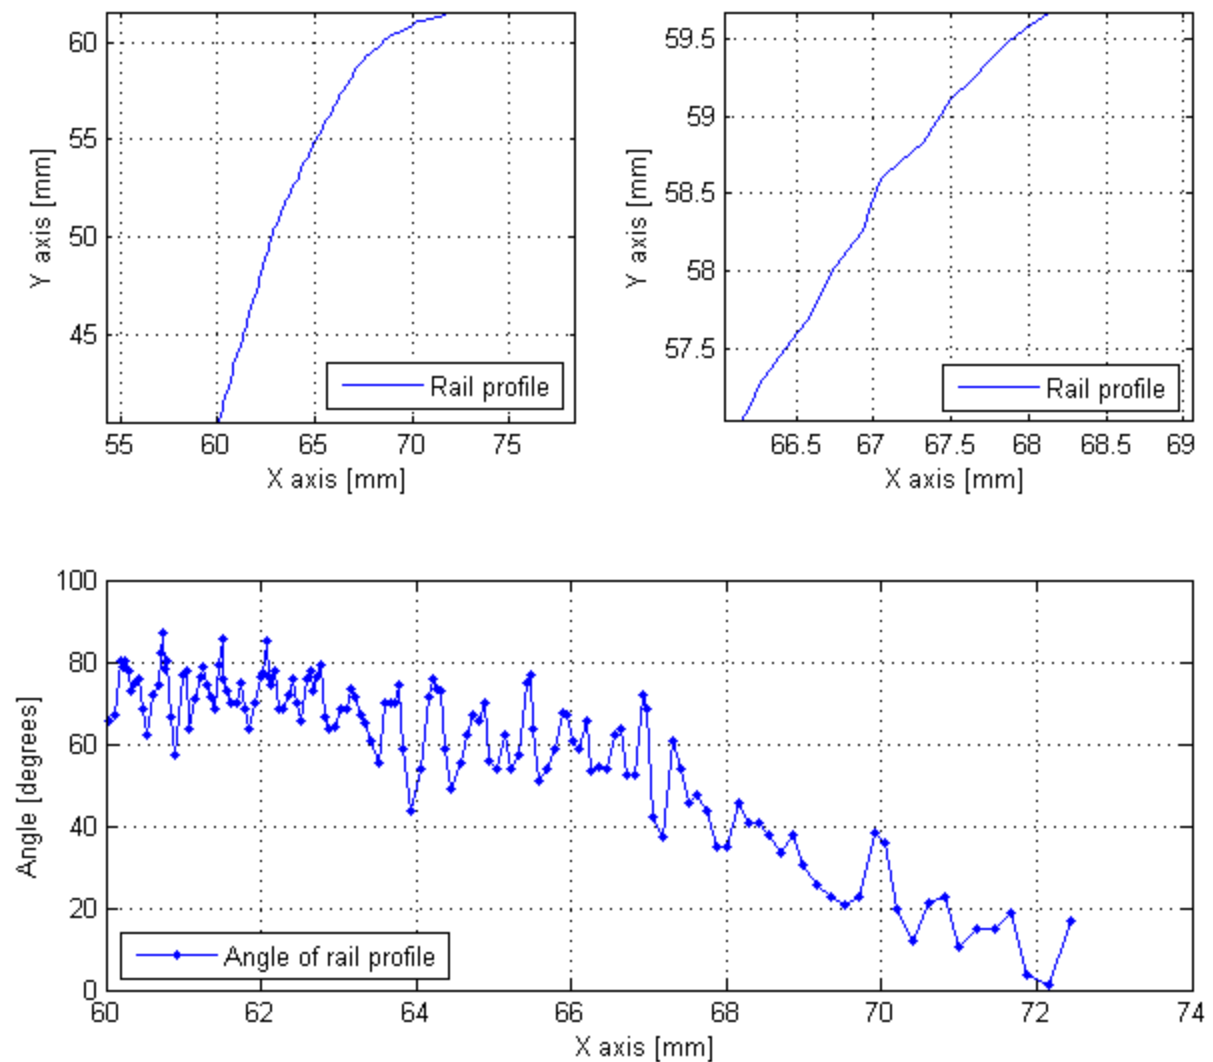 60
55
50
45
Y axis [mm]
Rail profile
55 60 65 70 75
X axis [mm]
59.5
59
58.5
58
57.5
Y axis [mm]
Rail profile
66.5 67 67.5 68 68.5 69
X axis [mm]
100
80
60
40
20
0
Angle [degrees]
Angle of rail profile
60 62 64 66 68 70 72 74
X axis [mm]